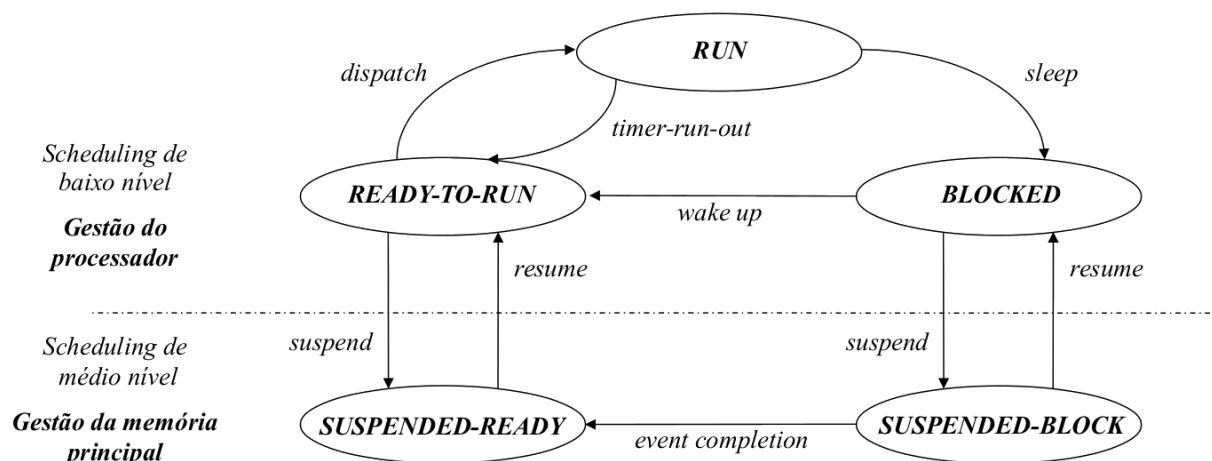 RUN
dispatch
sleep
timer-run-out
Scheduling de
baixo nível
READY-TO-RUN
BLOCKED
wake up
Gestão do
processador
resume
resume
Scheduling de
médio nível
suspend
suspend
Gestão da memória
principal
SUSPENDED-READY
SUSPENDED-BLOCK
event completion